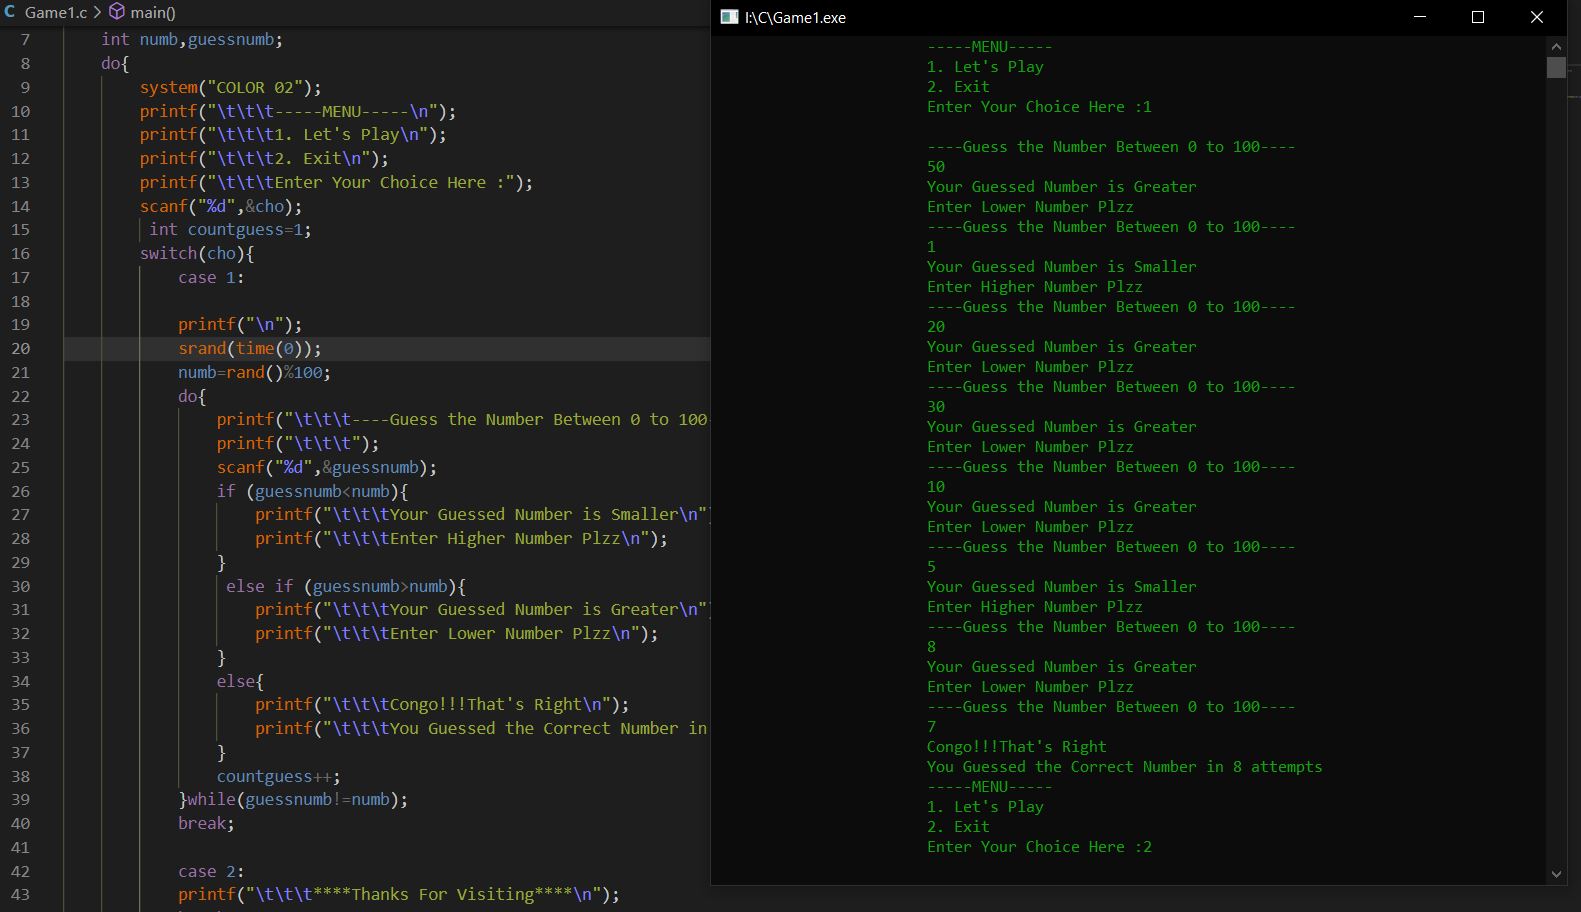 Game1.c > main()
7 int numb,guessnumb;
8 do{
9 system("COLOR 02");
10 printf("\t\t\t-----MENU-----\n");
11 printf("\t\t\t1. Let's Play\n");
12 printf("\t\t\t2. Exit\n");
13 printf("\t\t\tEnter Your Choice Here :");
14 scanf("%d",&cho);
15 int countguess=1;
16 switch(cho){
17 case 1:
18
19 printf("\n");
20 srand(time(0));
21 numb=rand()%100;
22 do{
23 printf("\t\t\t----Guess the Number Between 0 to 100-
24 printf("\t\t\t");
25 scanf("%d",&guessnumb);
26 if (guessnumb<numb){
27 printf("\t\t\tYour Guessed Number is Smaller\n")
28 printf("\t\t\tEnter Higher Number Plzz\n");
29 }
30 else if (guessnumb>numb){
31 printf("\t\t\tYour Guessed Number is Greater\n")
32 printf("\t\t\tEnter Lower Number Plzz\n");
33 }
34 else{
35 printf("\t\t\tCongo!!!That's Right\n");
36 printf("\t\t\tYou Guessed the Correct Number in
37 }
38 countguess++;
39 }while(guessnumb!=numb);
40 break;
41
42 case 2:
43 printf("\t\t\t****Thanks For Visiting****\n");
I:\C\Game1.exe
-----MENU-----
1. Let's Play
2. Exit
Enter Your Choice Here :1
----Guess the Number Between 0 to 100----
50
Your Guessed Number is Greater
Enter Lower Number Plzz
----Guess the Number Between 0 to 100----
1
Your Guessed Number is Smaller
Enter Higher Number Plzz
----Guess the Number Between 0 to 100----
20
Your Guessed Number is Greater
Enter Lower Number Plzz
----Guess the Number Between 0 to 100----
30
Your Guessed Number is Greater
Enter Lower Number Plzz
----Guess the Number Between 0 to 100----
10
Your Guessed Number is Greater
Enter Lower Number Plzz
----Guess the Number Between 0 to 100----
5
Your Guessed Number is Smaller
Enter Higher Number Plzz
----Guess the Number Between 0 to 100----
8
Your Guessed Number is Greater
Enter Lower Number Plzz
----Guess the Number Between 0 to 100----
7
Congo!!!That's Right
You Guessed the Correct Number in 8 attempts
-----MENU-----
1. Let's Play
2. Exit
Enter Your Choice Here :2